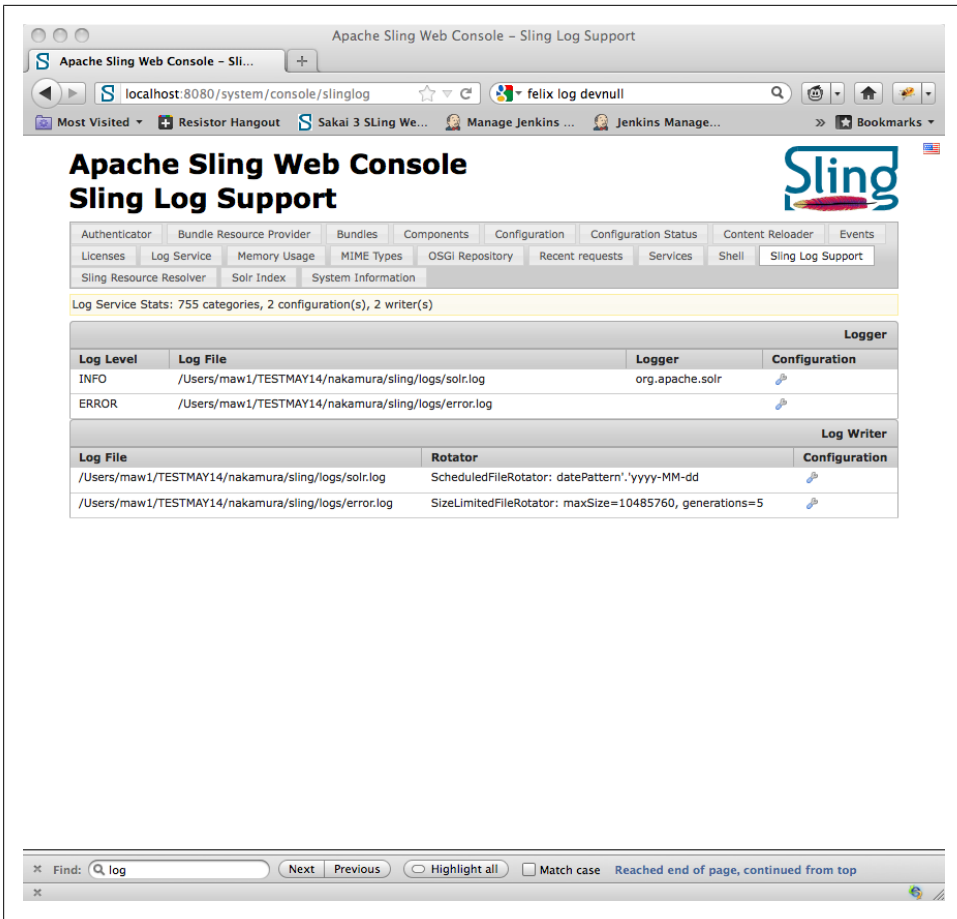 Apache Sling Web Console – Sling Log Support
Apache Sling Web Console – Sli...
localhost:8080/system/console/slinglog
felix log devnull
Most Visited
Resistor Hangout
Sakai 3 SLing We...
Manage Jenkins ...
Jenkins Manage...
»
Bookmarks
Apache Sling Web Console
Sling Log Support
Sling
Authenticator Bundle Resource Provider Bundles Components Configuration Configuration Status Content Reloader Events
Licenses Log Service Memory Usage MIME Types OSGi Repository Recent requests Services Shell Sling Log Support
Sling Resource Resolver Solr Index System Information
Log Service Stats: 755 categories, 2 configuration(s), 2 writer(s)
Logger
Log Level Log File Logger Configuration
INFO /Users/maw1/TESTMAY14/nakamura/sling/logs/solr.log org.apache.solr
ERROR /Users/maw1/TESTMAY14/nakamura/sling/logs/error.log
Log Writer
Log File Rotator Configuration
/Users/maw1/TESTMAY14/nakamura/sling/logs/solr.log ScheduledFileRotator: datePattern'.'yyyy-MM-dd
/Users/maw1/TESTMAY14/nakamura/sling/logs/error.log SizeLimitedFileRotator: maxSize=10485760, generations=5
Find: log Next Previous Highlight all Match case Reached end of page, continued from top